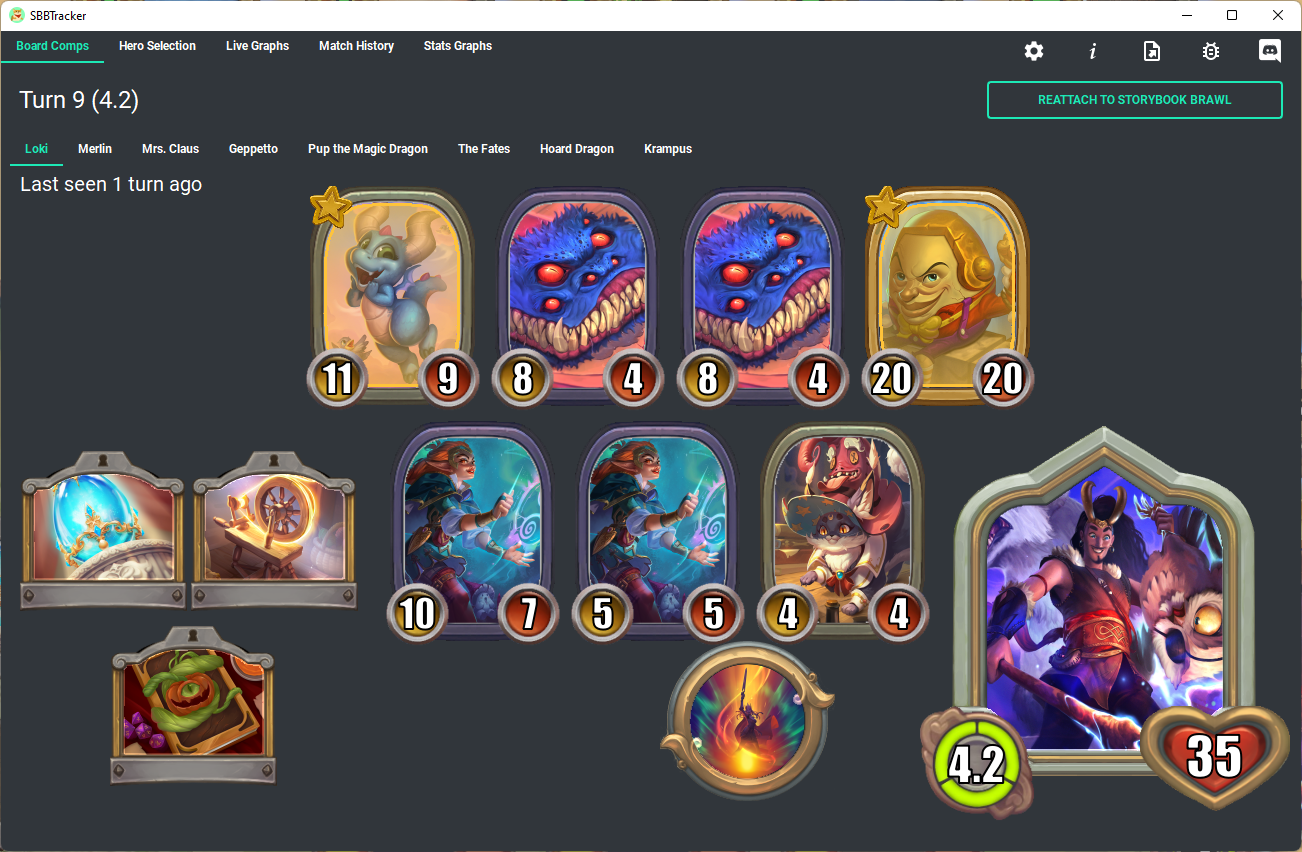 SBBTracker
Board Comps Hero Selection Live Graphs Match History Stats Graphs
Turn 9 (4.2)
REATTACH TO STORYBOOK BRAWL
Loki Merlin Mrs. Claus Geppetto Pup the Magic Dragon The Fates Hoard Dragon Krampus
Last seen 1 turn ago
11 9 8 4 8 4 20 20
10 7 5 5 4 4
4.2 35